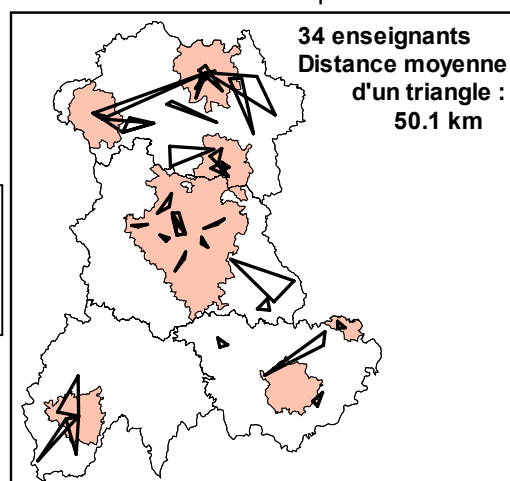 34 enseignants
Distance moyenne
d'un triangle :
50.1 km